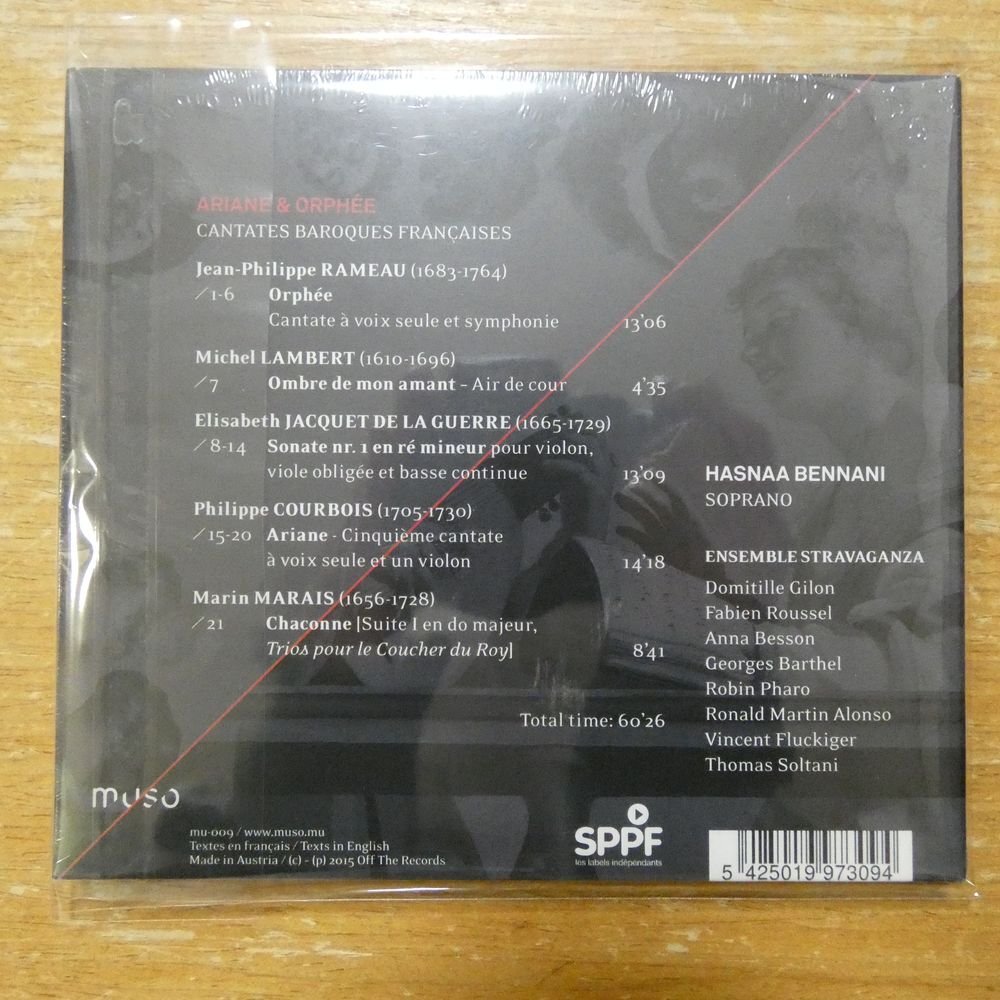 ARIANE & ORPHÉE
CANTATES BAROQUES FRANÇAISES
Jean-Philippe RAMEAU (1683-1764)
/1-6 Orphée
Cantate à voix seule et symphonie 13'06
Michel LAMBERT (1610-1696)
/7 Ombre de mon amant - Air de cour 4'35
Elisabeth JACQUET DE LA GUERRE (1665-1729)
/8-14 Sonate nr. 1 en ré mineur pour violon,
viole obligée et basse continue 13'09
Philippe COURBOIS (1705-1730)
/15-20 Ariane - Cinquième cantate
à voix seule et un violon 14'18
Marin MARAIS (1656-1728)
/21 Chaconne [Suite I en do majeur,
Trios pour le Coucher du Roy] 8'41
Total time: 60'26
HASNAA BENNANI
SOPRANO
ENSEMBLE STRAVAGANZA
Domitille Gilon
Fabien Roussel
Anna Besson
Georges Barthel
Robin Pharo
Ronald Martin Alonso
Vincent Fluckiger
Thomas Soltani
muso
mu-009 / www.muso.mu
Textes en français / Texts in English
Made in Austria / (c) - (p) 2015 Off The Records
SPPF
les labels indépendants
5 425019 973094